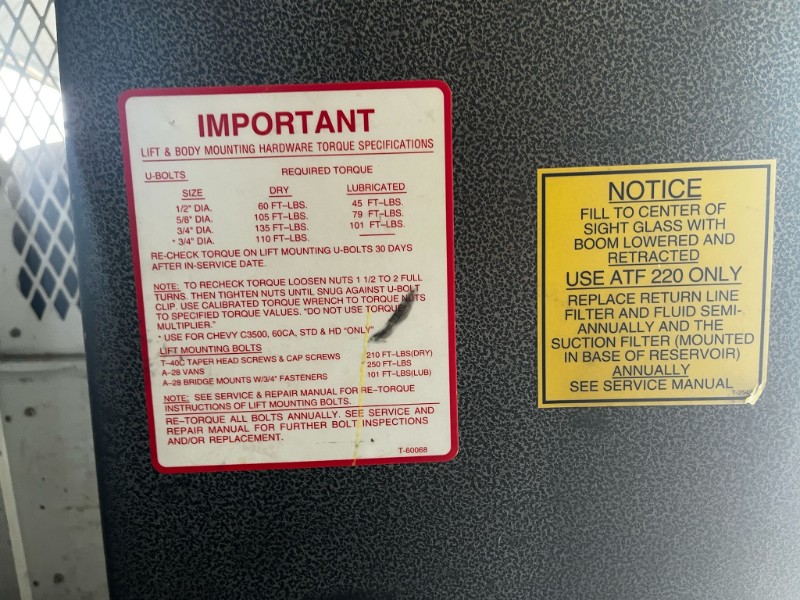 IMPORTANT
LIFT & BODY MOUNTING HARDWARE TORQUE SPECIFICATIONS
U-BOLTS REQUIRED TORQUE
SIZE DRY LUBRICATED
1/2" DIA. 60 FT-LBS. 45 FT-LBS.
5/8" DIA. 105 FT-LBS. 79 FT-LBS.
3/4" DIA. 135 FT-LBS. 101 FT-LBS.
* 3/4" DIA. 110 FT-LBS.
RE-CHECK TORQUE ON LIFT MOUNTING U-BOLTS 30 DAYS
AFTER IN-SERVICE DATE.
NOTE: TO RECHECK TORQUE LOOSEN NUTS 1 1/2 TO 2 FULL
TURNS. THEN TIGHTEN NUTS UNTIL SNUG AGAINST U-BOLT
CLIP. USE CALIBRATED TORQUE WRENCH TO TORQUE NUTS
TO SPECIFIED TORQUE VALUES. "DO NOT USE TORQUE
MULTIPLIER."
* USE FOR CHEVY C3500, 60CA, STD & HD "ONLY"
LIFT MOUNTING BOLTS
T-40C TAPER HEAD SCREWS & CAP SCREWS 210 FT-LBS(DRY)
A-28 VANS 250 FT-LBS
A-28 BRIDGE MOUNTS W/3/4" FASTENERS 101 FT-LBS(LUB)
NOTE: SEE SERVICE & REPAIR MANUAL FOR RE-TORQUE
INSTRUCTIONS OF LIFT MOUNTING BOLTS.
RE-TORQUE ALL BOLTS ANNUALLY. SEE SERVICE AND
REPAIR MANUAL FOR FURTHER BOLT INSPECTIONS
AND/OR REPLACEMENT.
T-60068
NOTICE
FILL TO CENTER OF
SIGHT GLASS WITH
BOOM LOWERED AND
RETRACTED
USE ATF 220 ONLY
REPLACE RETURN LINE
FILTER AND FLUID SEMI-
ANNUALLY AND THE
SUCTION FILTER (MOUNTED
IN BASE OF RESERVOIR)
ANNUALLY
SEE SERVICE MANUAL